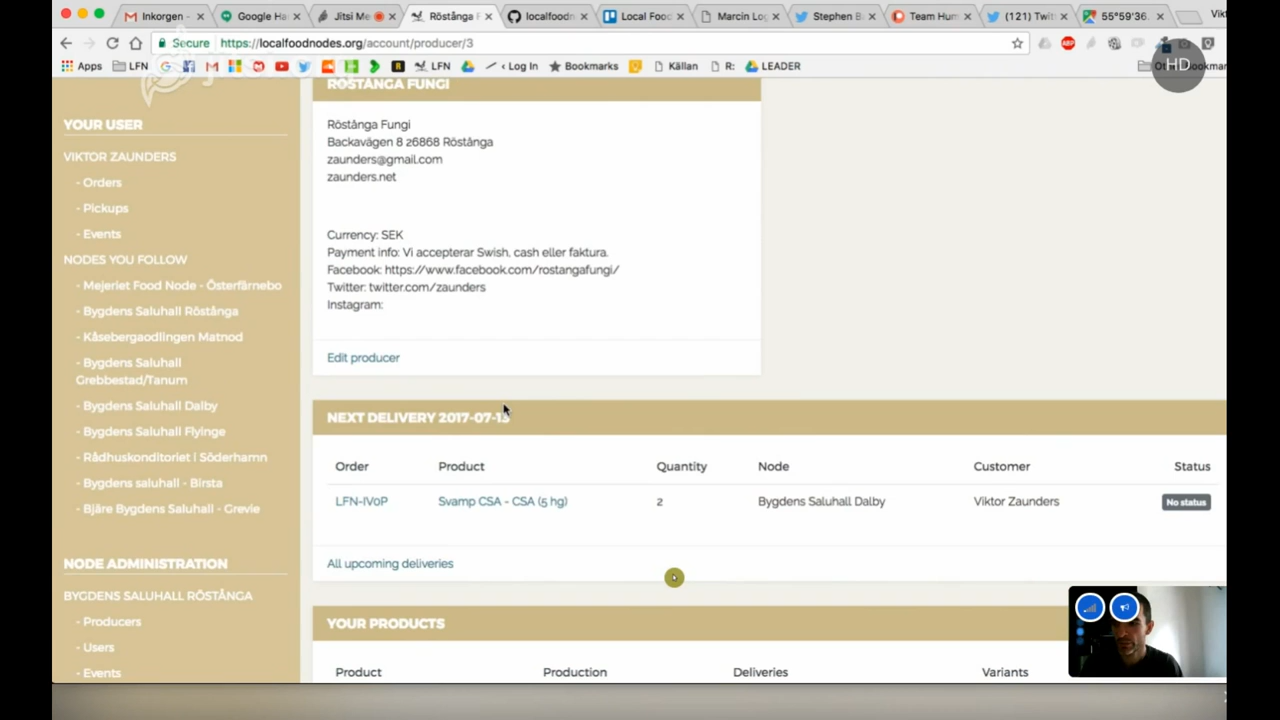 Inkorgen -
Google Ha
Jitsi Me
Röstånga F
localfoodn
Local Food
Marcin Lo
Stephen B
Team Hum
(121) Twit
55°59'36.
Vikt
Secure
https://localfoodnodes.org/account/producer/3
Apps
LFN
LFN
‹ Log In
Bookmarks
Källan
R:
LEADER
HD
YOUR USER
VIKTOR ZAUNDERS
- Orders
- Pickups
- Events
NODES YOU FOLLOW
- Mejeriet Food Node - Österfärnebo
- Bygdens Saluhall Röstånga
- Kåsebergaodlingen Matnod
- Bygdens Saluhall
Grebbestad/Tanum
- Bygdens Saluhall Dalby
- Bygdens Saluhall Flyinge
- Rådhuskonditoriet i Söderhamn
- Bygdens saluhall - Birsta
- Bjäre Bygdens Saluhall - Grevie
NODE ADMINISTRATION
BYGDENS SALUHALL RÖSTÅNGA
- Producers
- Users
- Events
RÖSTÅNGA FUNGI
Röstånga Fungi
Backavägen 8 26868 Röstånga
zaunders@gmail.com
zaunders.net
Currency: SEK
Payment info: Vi accepterar Swish, cash eller faktura.
Facebook: https://www.facebook.com/rostangafungi/
Twitter: twitter.com/zaunders
Instagram:
Edit producer
NEXT DELIVERY 2017-07-13
Order Product Quantity Node Customer Status
LFN-IVoP Svamp CSA - CSA (5 hg) 2 Bygdens Saluhall Dalby Viktor Zaunders No status
All upcoming deliveries
YOUR PRODUCTS
Product Production Deliveries Variants